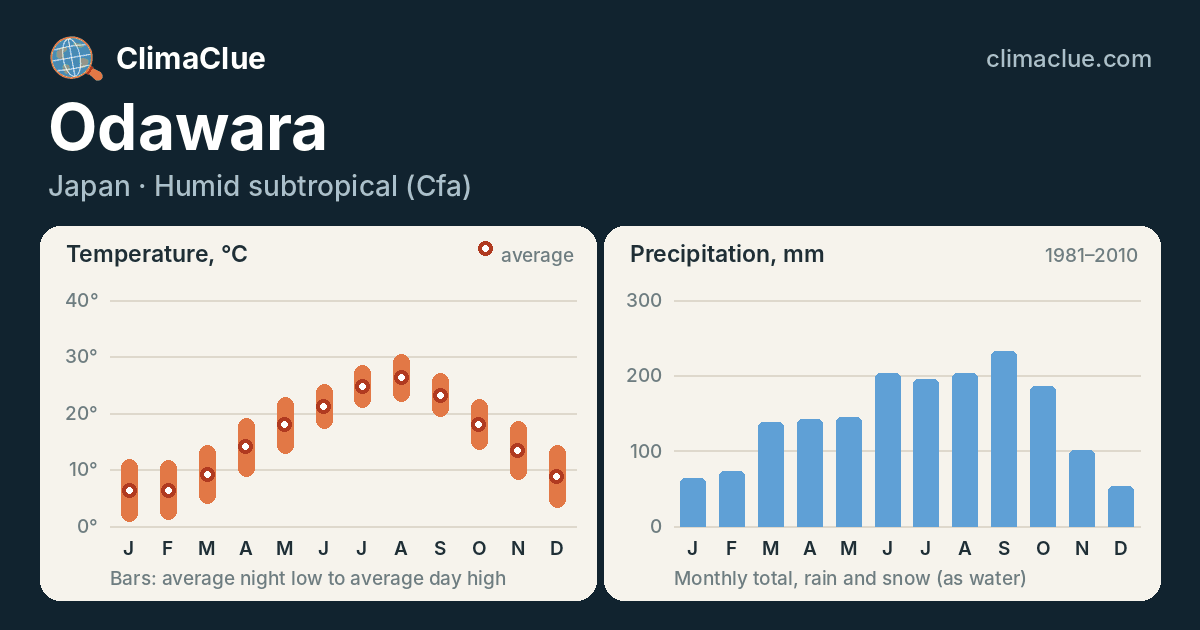 ClimaClue
climaclue.com
Odawara
Japan · Humid subtropical (Cfa)
Temperature, °C
average
40°
30°
20°
10°
0°
J F M A M J J A S O N D
Bars: average night low to average day high
Precipitation, mm
1981–2010
300
200
100
0
J F M A M J J A S O N D
Monthly total, rain and snow (as water)